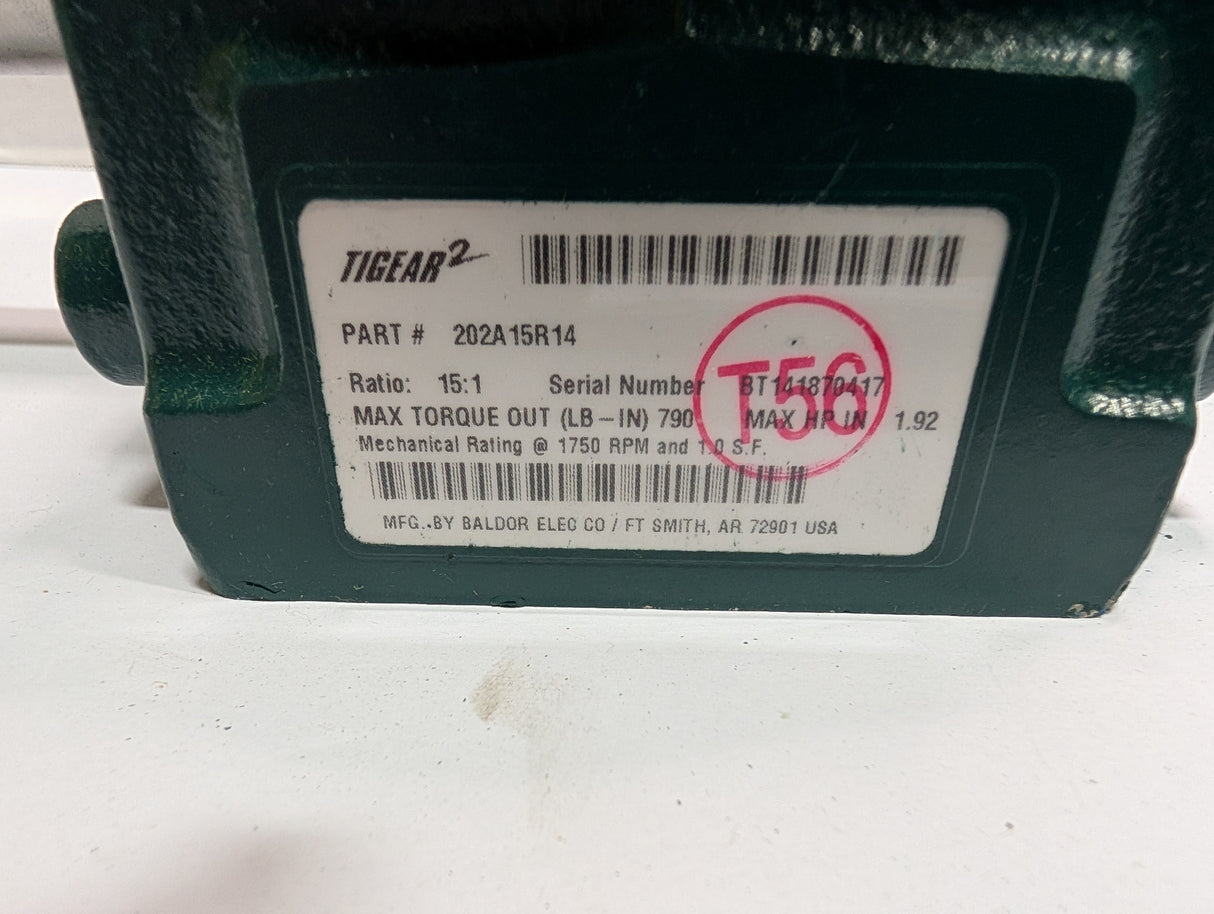 TIGEAR2
PART # 202A15R14
Ratio: 15:1 Serial Number BT141870417
MAX TORQUE OUT (LB-IN) 790 MAX HP IN 1.92
Mechanical Rating @ 1750 RPM and 1.0 S.F.
T56
MFG. BY BALDOR ELEC CO / FT SMITH, AR 72901 USA